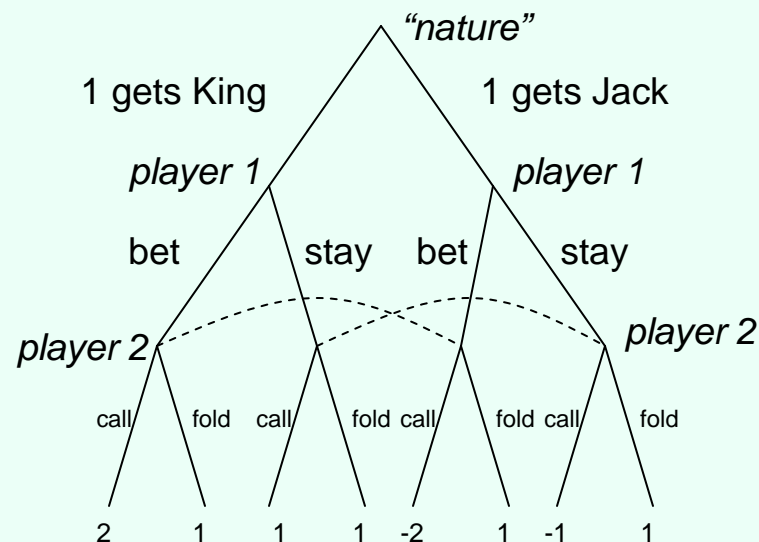 “nature”
1 gets King 1 gets Jack
player 1 player 1
bet stay bet stay
player 2 player 2
call fold call fold call fold call fold
2 1 1 1 -2 1 -1 1